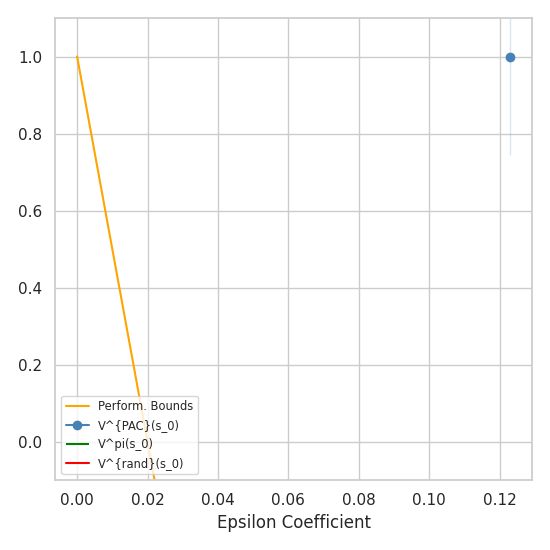 1.0
0.8
0.6
0.4
0.2
0.0
Perform. Bounds
V^{PAC}(s_0)
V^pi(s_0)
V^{rand}(s_0)
0.00 0.02 0.04 0.06 0.08 0.10 0.12
Epsilon Coefficient